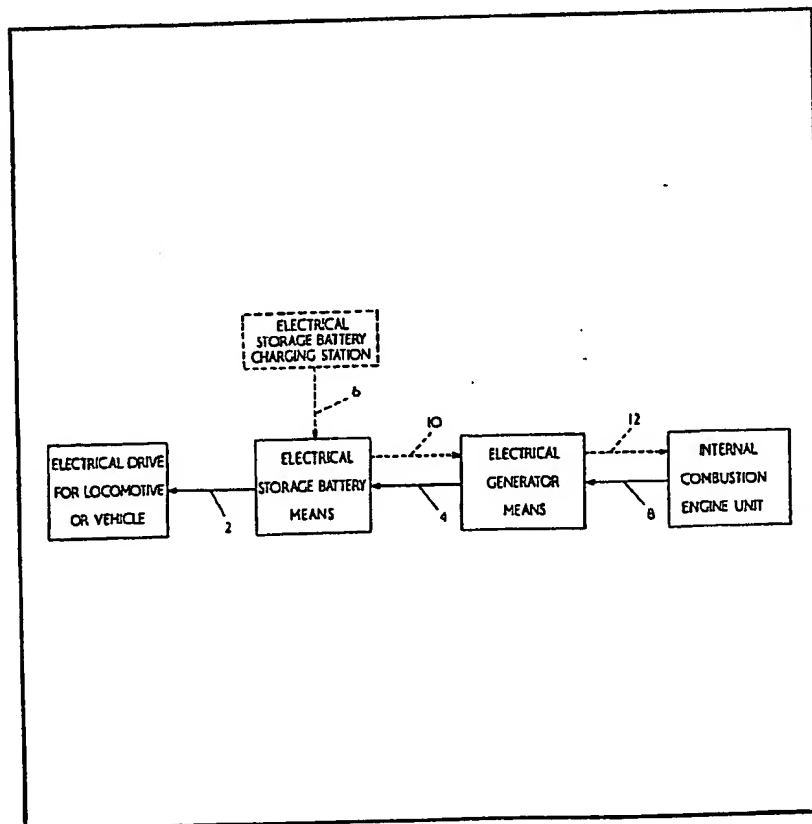 ELECTRICAL
STORAGE BATTERY
CHARGING STATION
6
10
12
ELECTRICAL DRIVE
FOR LOCOMOTIVE
OR VEHICLE
2
ELECTRICAL
STORAGE BATTERY
MEANS
4
ELECTRICAL
GENERATOR
MEANS
8
INTERNAL
COMBUSTION
ENGINE UNIT